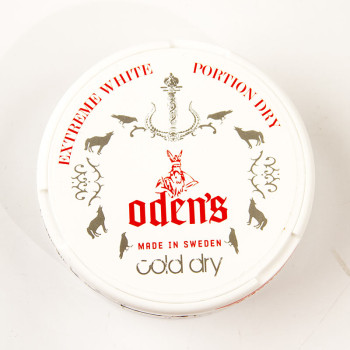 EXTREME WHITE PORTION DRY
oden's
MADE IN SWEDEN
cold dry